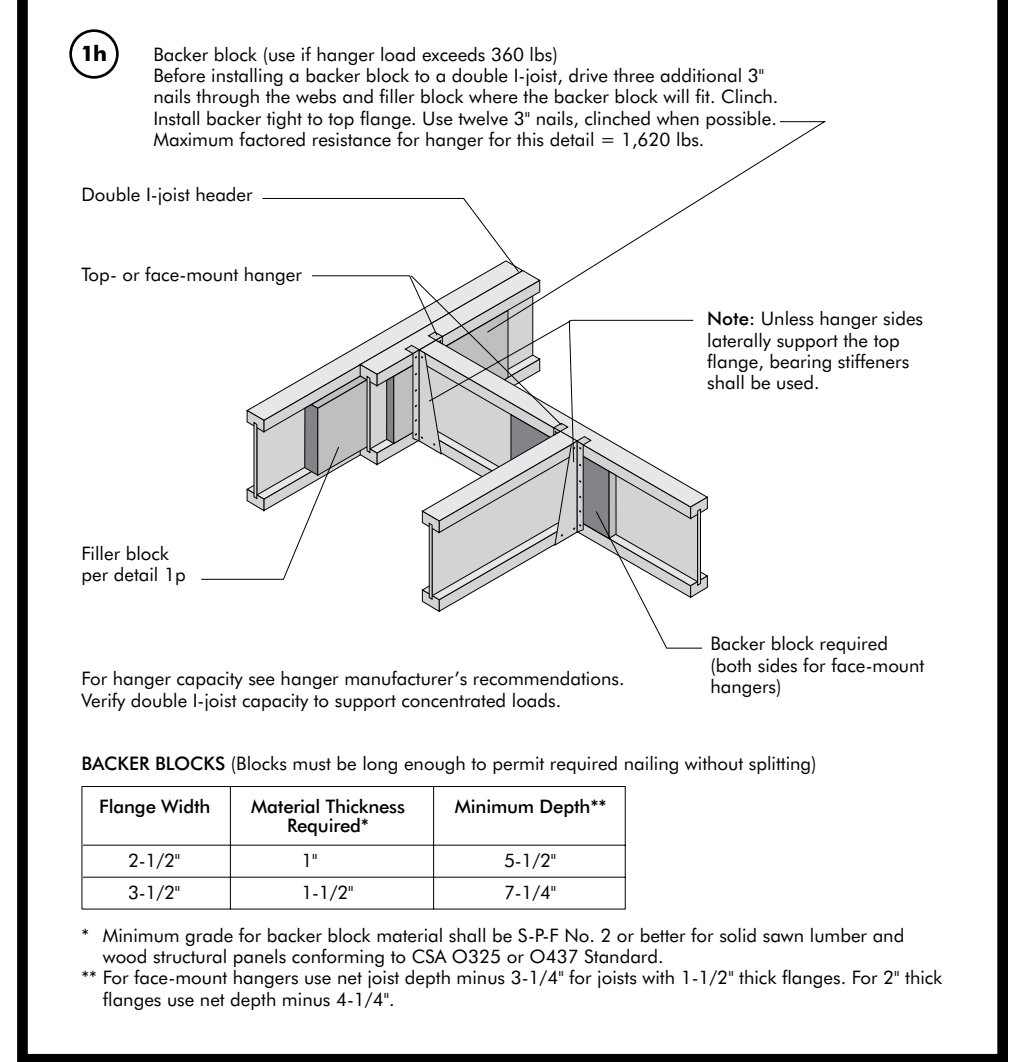 1h
Backer block (use if hanger load exceeds 360 lbs)
Before installing a backer block to a double I-joist, drive three additional 3"
nails through the webs and filler block where the backer block will fit. Clinch.
Install backer tight to top flange. Use twelve 3" nails, clinched when possible.
Maximum factored resistance for hanger for this detail = 1,620 lbs.
Double I-joist header
Top- or face-mount hanger
Note: Unless hanger sides
laterally support the top
flange, bearing stiffeners
shall be used.
Filler block
per detail 1p
Backer block required
(both sides for face-mount
hangers)
For hanger capacity see hanger manufacturer's recommendations.
Verify double I-joist capacity to support concentrated loads.
BACKER BLOCKS (Blocks must be long enough to permit required nailing without splitting)
Flange Width Material Thickness Minimum Depth**
Required*
2-1/2" 1" 5-1/2"
3-1/2" 1-1/2" 7-1/4"
* Minimum grade for backer block material shall be S-P-F No. 2 or better for solid sawn lumber and
wood structural panels conforming to CSA O325 or O437 Standard.
** For face-mount hangers use net joist depth minus 3-1/4" for joists with 1-1/2" thick flanges. For 2" thick
flanges use net depth minus 4-1/4".